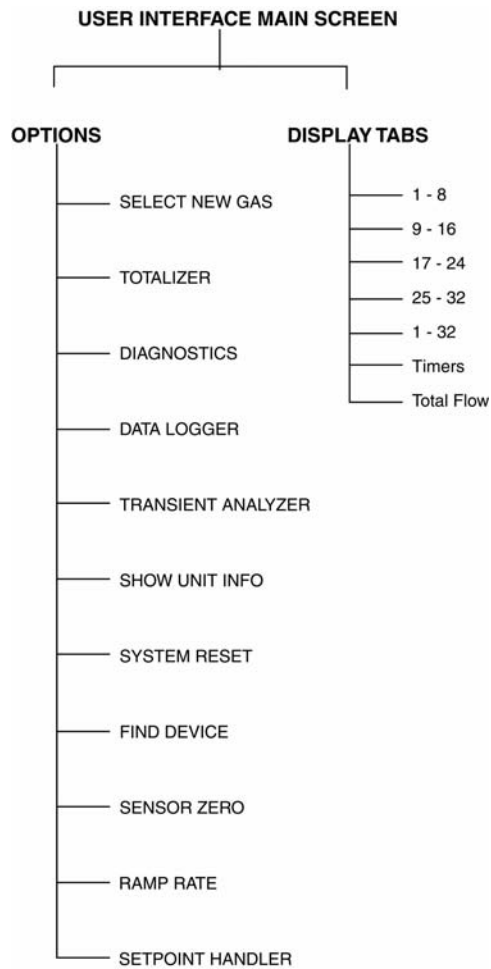 USER INTERFACE MAIN SCREEN
OPTIONS
SELECT NEW GAS
TOTALIZER
DIAGNOSTICS
DATA LOGGER
TRANSIENT ANALYZER
SHOW UNIT INFO
SYSTEM RESET
FIND DEVICE
SENSOR ZERO
RAMP RATE
SETPOINT HANDLER
DISPLAY TABS
1 - 8
9 - 16
17 - 24
25 - 32
1 - 32
Timers
Total Flow